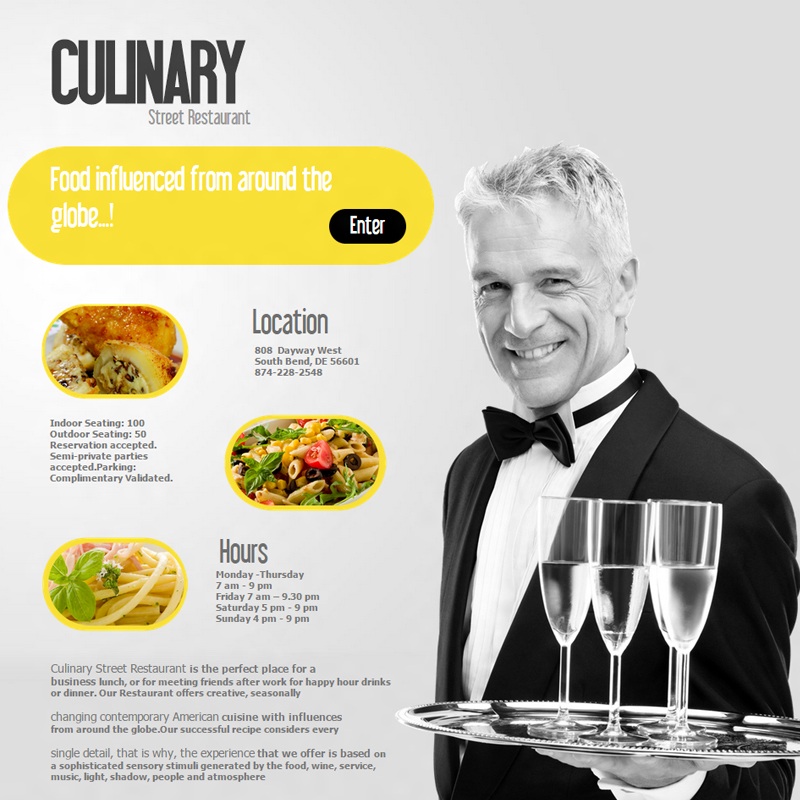 CULINARY
Street Restaurant
Food influenced from around the
globe...!
Enter
Location
808 Dayway West
South Bend, DE 56601
874-228-2548
Indoor Seating: 100
Outdoor Seating: 50
Reservation accepted.
Semi-private parties
accepted.Parking:
Complimentary Validated.
Hours
Monday -Thursday
7 am - 9 pm
Friday 7 am – 9.30 pm
Saturday 5 pm - 9 pm
Sunday 4 pm - 9 pm
Culinary Street Restaurant is the perfect place for a
business lunch, or for meeting friends after work for happy hour drinks
or dinner. Our Restaurant offers creative, seasonally
changing contemporary American cuisine with influences
from around the globe.Our successful recipe considers every
single detail, that is why, the experience that we offer is based on
a sophisticated sensory stimuli generated by the food, wine, service,
music, light, shadow, people and atmosphere